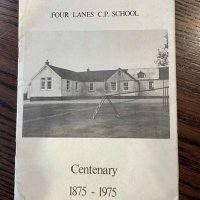 FOUR LANES C.P. SCHOOL
Centenary
1875 - 1975